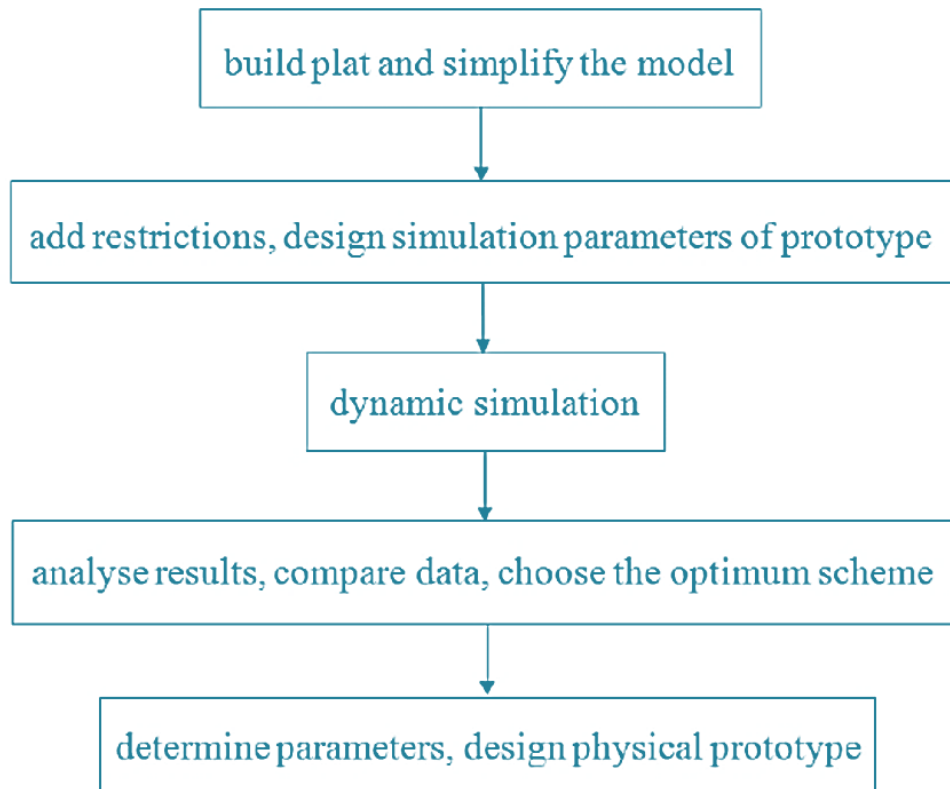 build plat and simplify the model
add restrictions, design simulation parameters of prototype
dynamic simulation
analyse results, compare data, choose the optimum scheme
determine parameters, design physical prototype